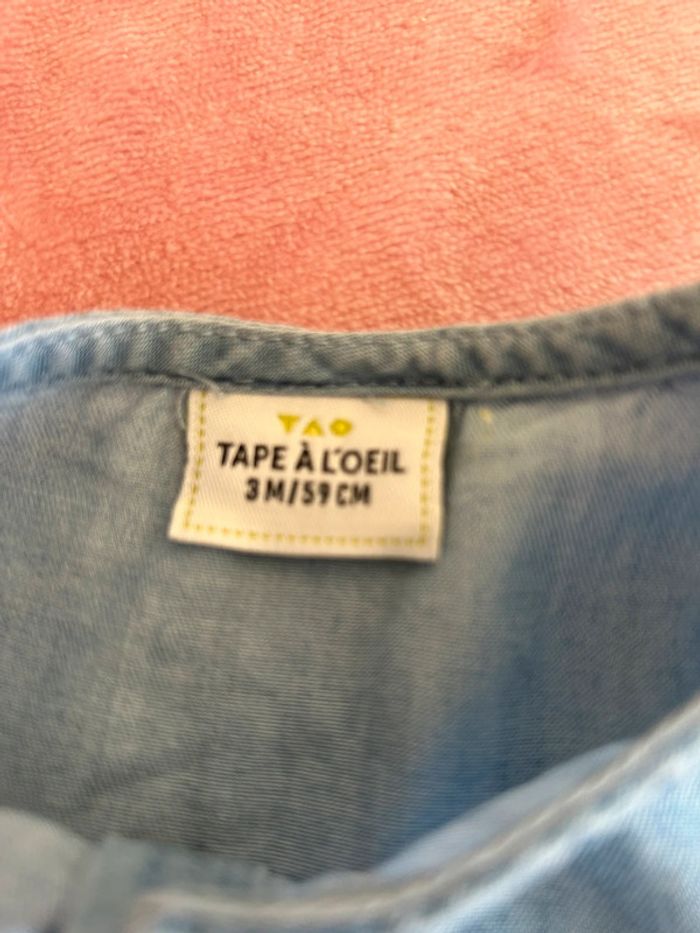 TAO
TAPE À L'OEIL
3M/59CM